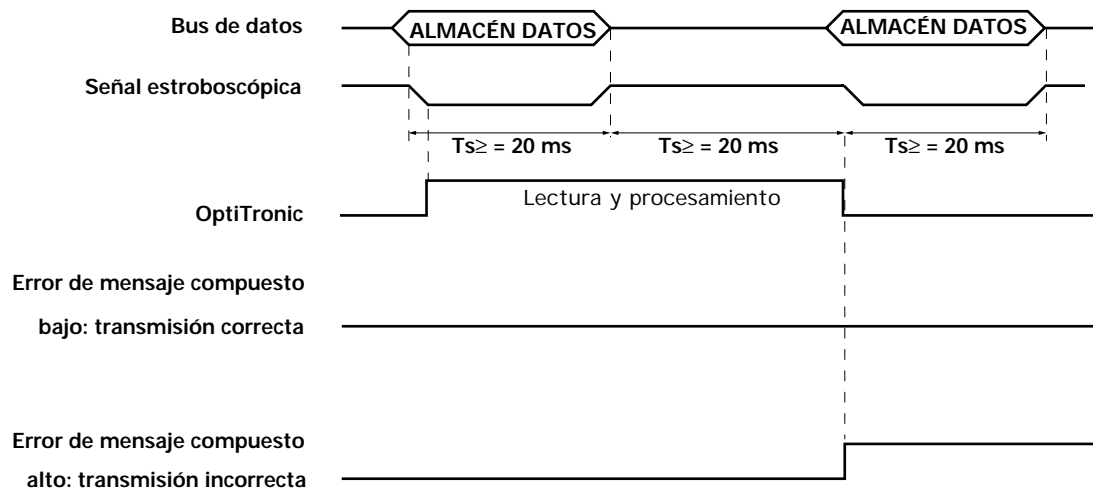 Bus de datos
ALMACÉN DATOS
ALMACÉN DATOS
Señal estroboscópica
Ts≥ = 20 ms
Ts≥ = 20 ms
Ts≥ = 20 ms
Lectura y procesamiento
OptiTronic
Error de mensaje compuesto
bajo: transmisión correcta
Error de mensaje compuesto
alto: transmisión incorrecta